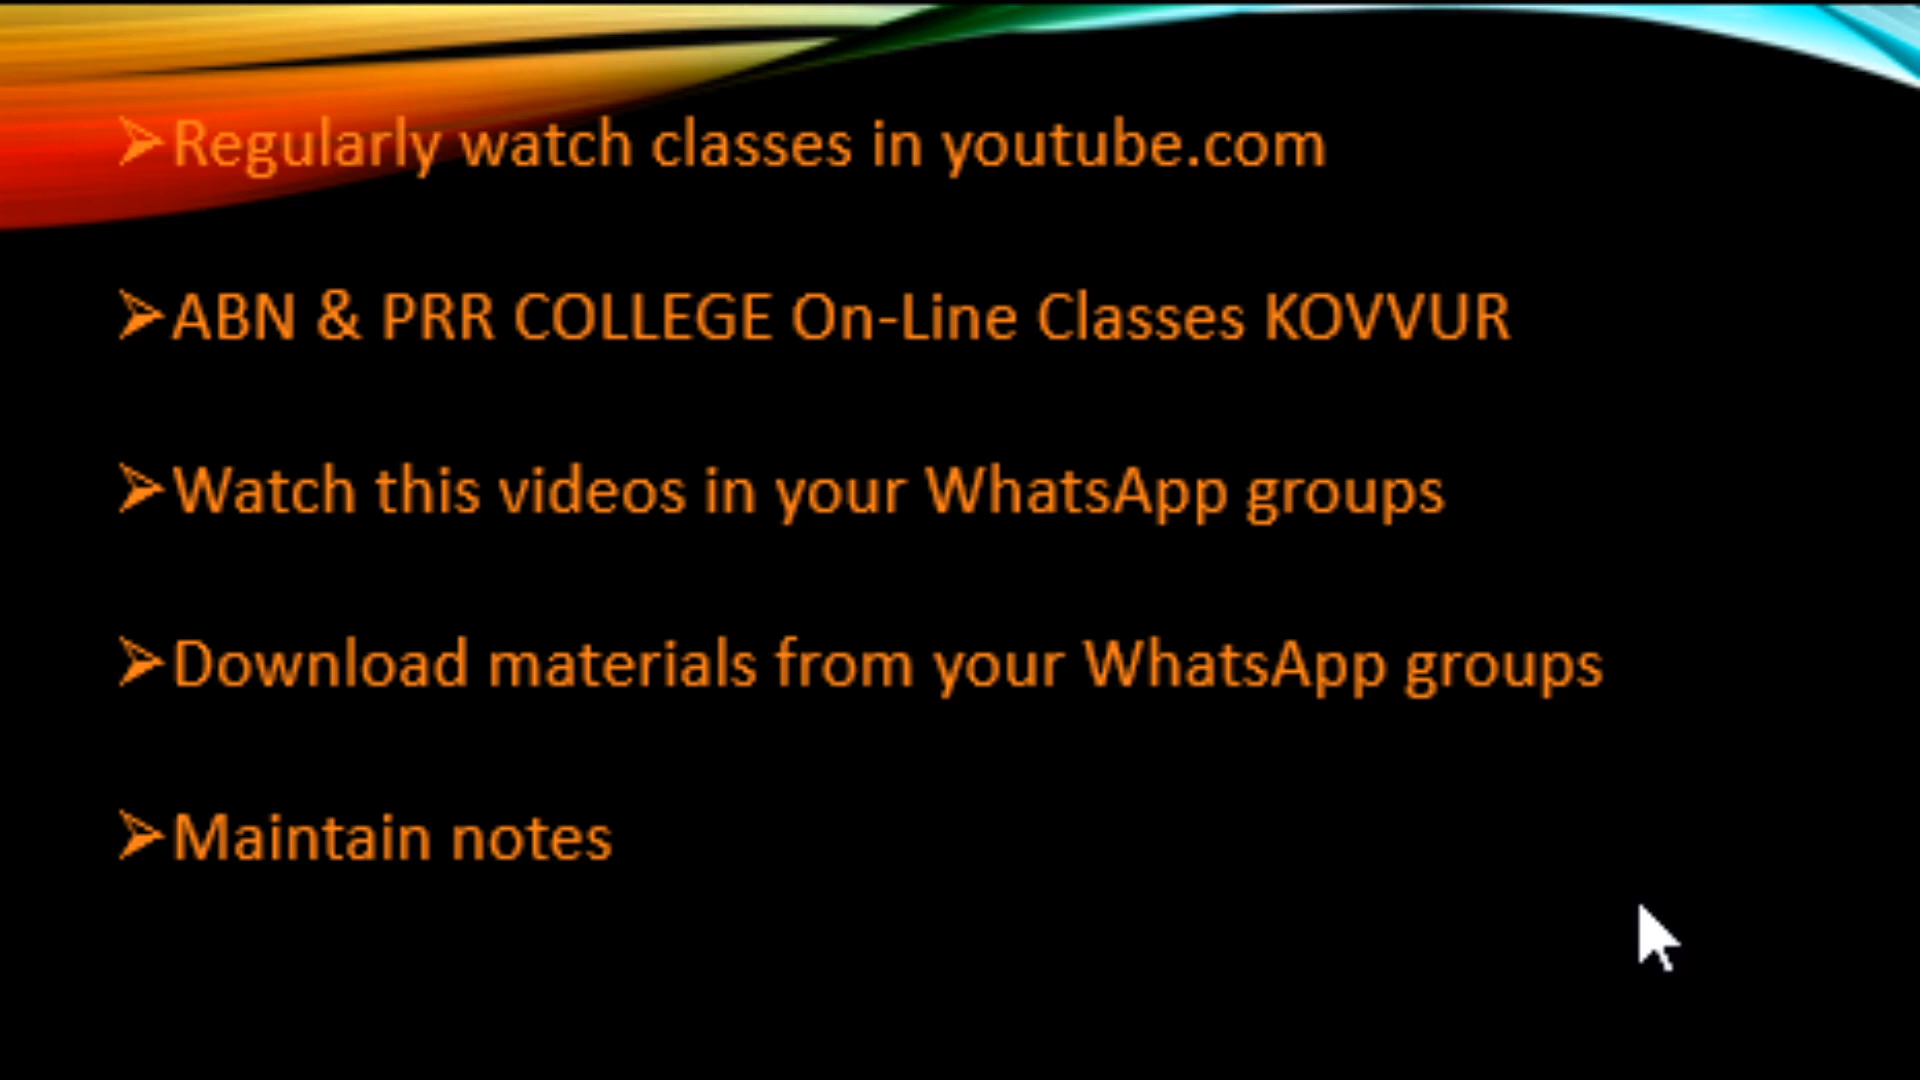 ➢Regularly watch classes in youtube.com
➢ABN & PRR COLLEGE On-Line Classes KOVVUR
➢Watch this videos in your WhatsApp groups
➢Download materials from your WhatsApp groups
➢Maintain notes